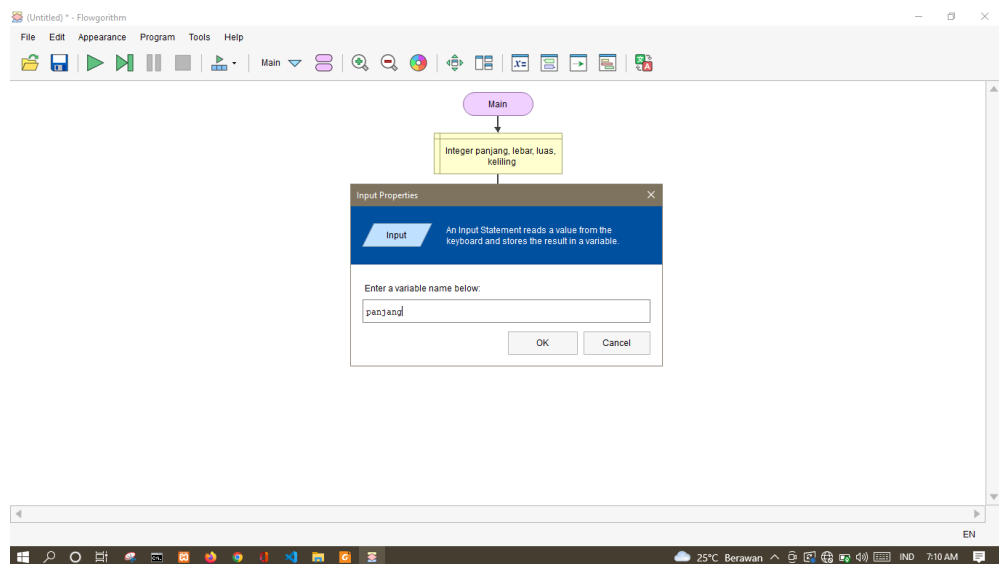 (Untitled) * - Flowgorithm
File Edit Appearance Program Tools Help
Main
x=
Main
Integer panjang, lebar, luas,
keliling
Input Properties
Input
An Input Statement reads a value from the
keyboard and stores the result in a variable.
Enter a variable name below:
panjang
OK Cancel
EN
25°C Berawan IND 7:10 AM